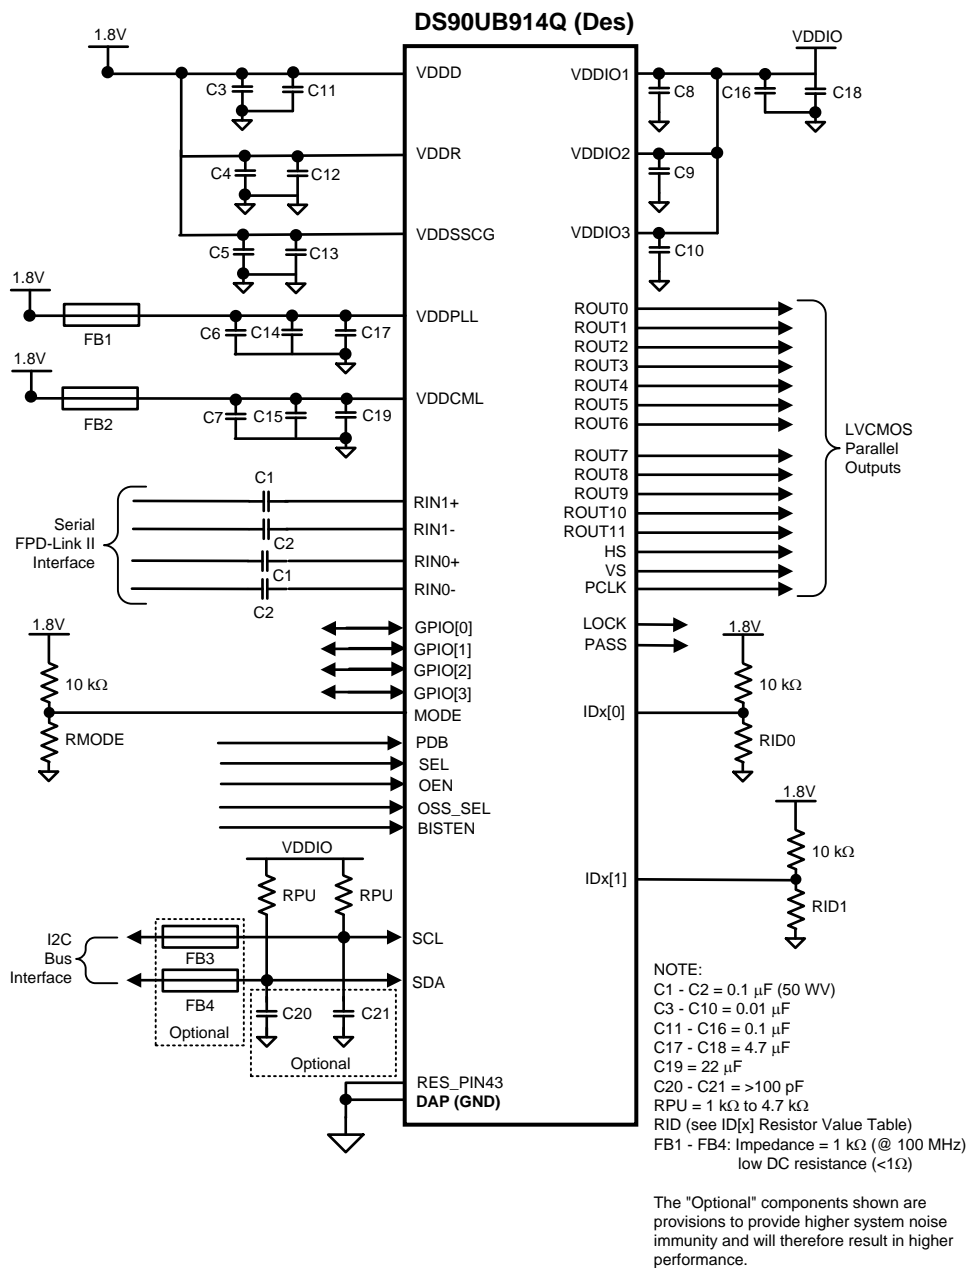 DS90UB914Q (Des)
1.8V
VDDIO
VDDD
VDDIO1
C3
C11
C8
C16
C18
VDDR
VDDIO2
C4
C12
C9
VDDSSCG
VDDIO3
C5
C13
C10
1.8V
VDDPLL
FB1
C6
C14
C17
1.8V
VDDCML
FB2
C7
C15
C19
ROUT0
ROUT1
ROUT2
ROUT3
ROUT4
ROUT5
ROUT6
ROUT7
ROUT8
ROUT9
ROUT10
ROUT11
HS
VS
PCLK
LVCMOS
Parallel
Outputs
C1
RIN1+
Serial
FPD-Link II
Interface
RIN1-
C2
RIN0+
C1
RIN0-
C2
GPIO[0]
GPIO[1]
GPIO[2]
GPIO[3]
LOCK
PASS
1.8V
10 kΩ
MODE
RMODE
1.8V
10 kΩ
IDx[0]
RID0
PDB
SEL
OEN
OSS_SEL
BISTEN
1.8V
10 kΩ
IDx[1]
RID1
VDDIO
RPU
RPU
I2C
Bus
Interface
SCL
FB3
SDA
FB4
Optional
C20
C21
Optional
RES_PIN43
DAP (GND)
NOTE:
C1 - C2 = 0.1 μF (50 WV)
C3 - C10 = 0.01 μF
C11 - C16 = 0.1 μF
C17 - C18 = 4.7 μF
C19 = 22 μF
C20 - C21 = >100 pF
RPU = 1 kΩ to 4.7 kΩ
RID (see ID[x] Resistor Value Table)
FB1 - FB4: Impedance = 1 kΩ (@ 100 MHz)
low DC resistance (<1Ω)
The "Optional" components shown are
provisions to provide higher system noise
immunity and will therefore result in higher
performance.